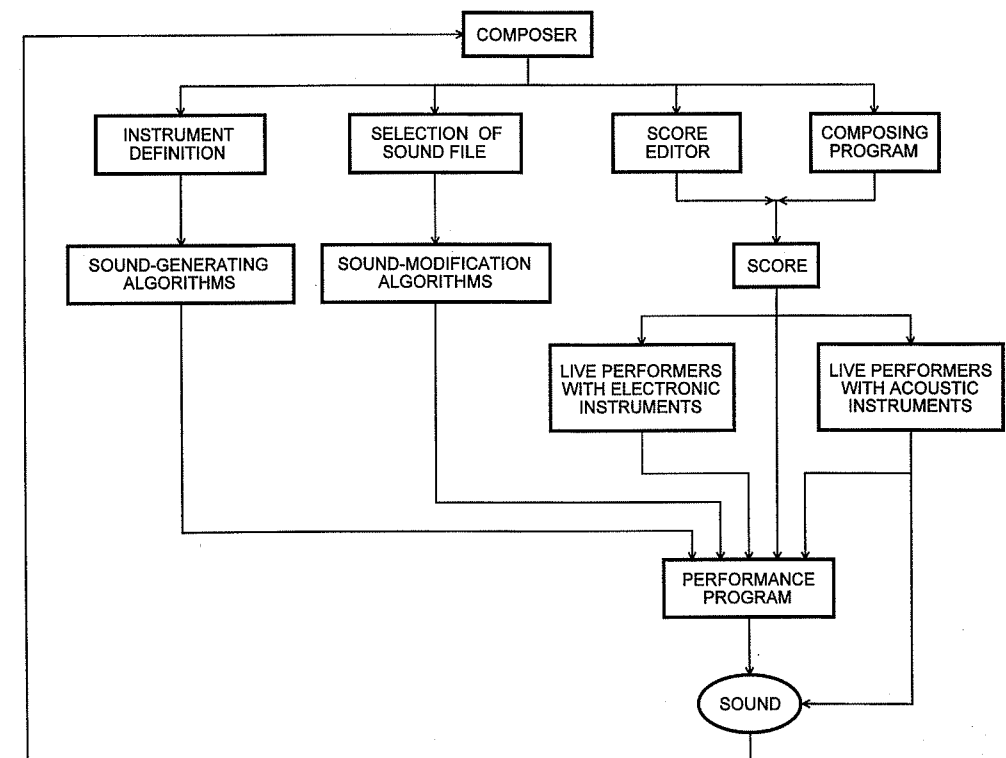 COMPOSER
INSTRUMENT
DEFINITION
SELECTION OF
SOUND FILE
SCORE
EDITOR
COMPOSING
PROGRAM
SOUND-GENERATING
ALGORITHMS
SOUND-MODIFICATION
ALGORITHMS
SCORE
LIVE PERFORMERS
WITH ELECTRONIC
INSTRUMENTS
LIVE PERFORMERS
WITH ACOUSTIC
INSTRUMENTS
PERFORMANCE
PROGRAM
SOUND